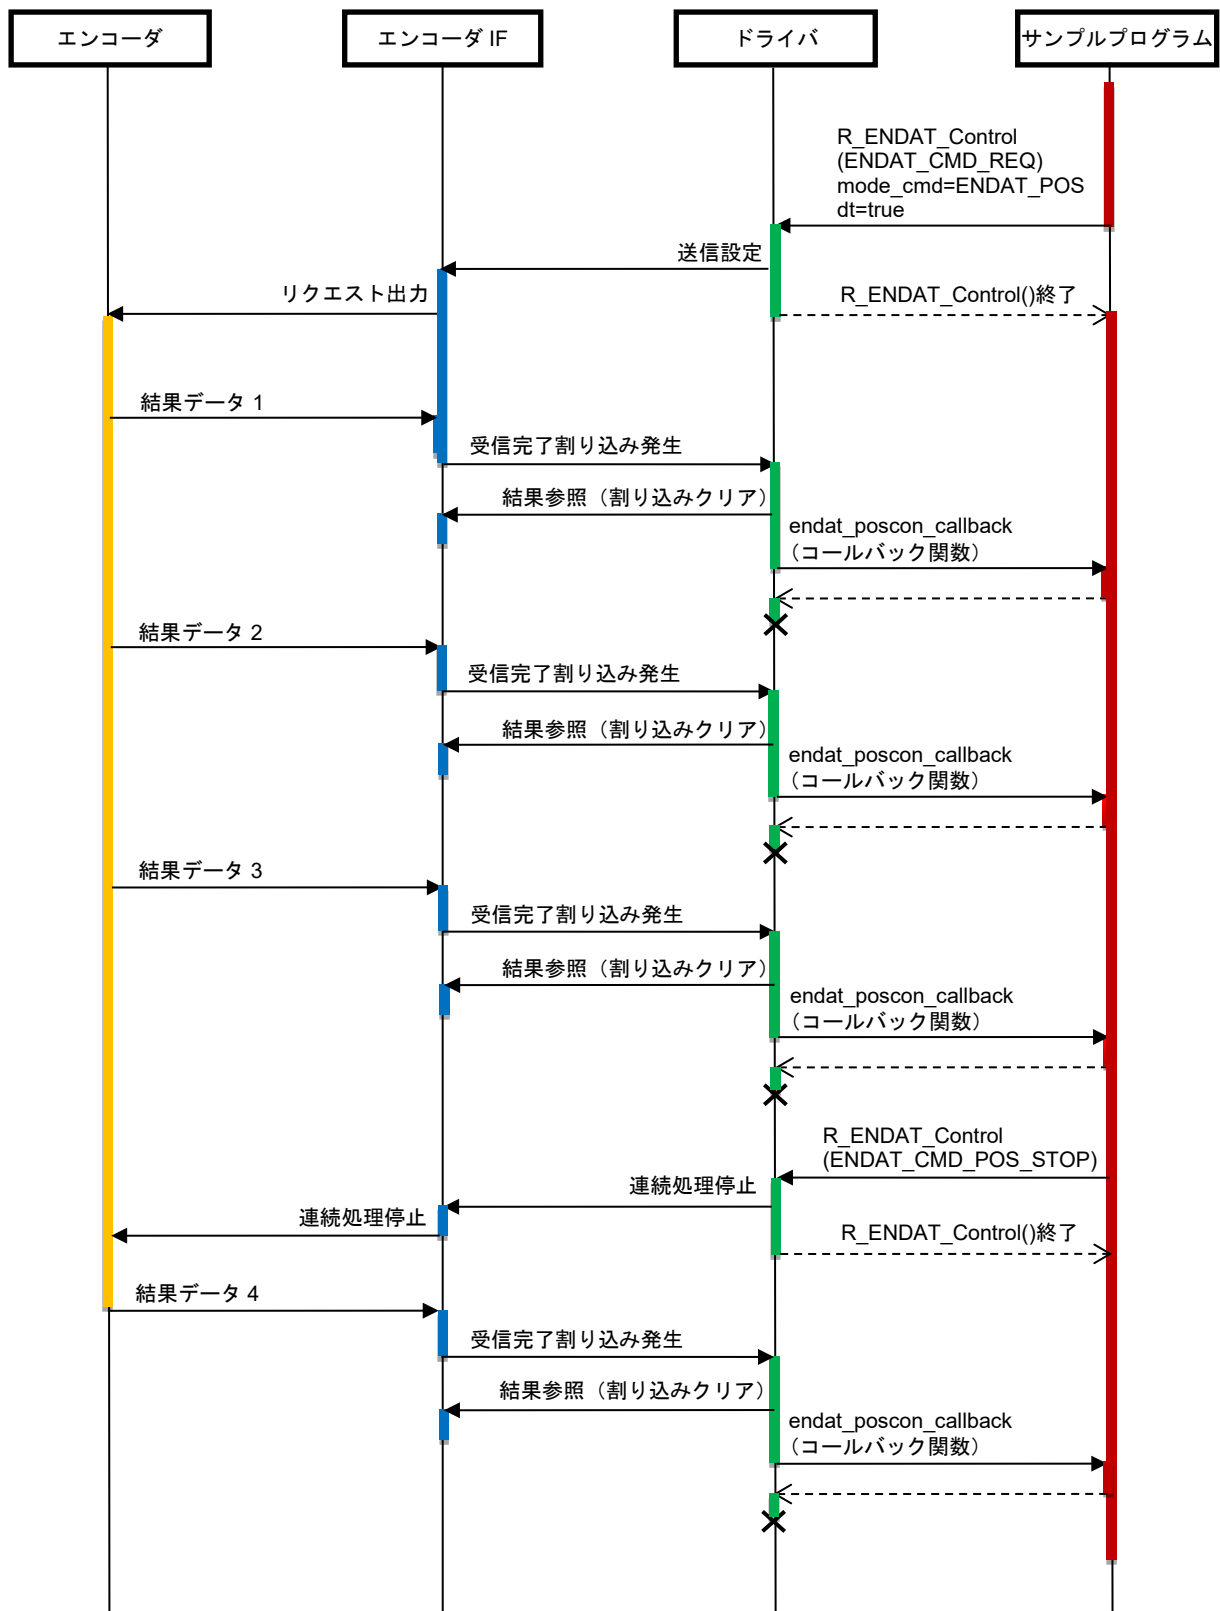 エンコーダ
エンコーダ IF
ドライバ
サンプルプログラム
R_ENDAT_Control
(ENDAT_CMD_REQ)
mode_cmd=ENDAT_POS
dt=true
送信設定
リクエスト出力
R_ENDAT_Control()終了
結果データ 1
受信完了割り込み発生
結果参照（割り込みクリア）
endat_poscon_callback
（コールバック関数）
結果データ 2
受信完了割り込み発生
結果参照（割り込みクリア）
endat_poscon_callback
（コールバック関数）
結果データ 3
受信完了割り込み発生
結果参照（割り込みクリア）
endat_poscon_callback
（コールバック関数）
R_ENDAT_Control
(ENDAT_CMD_POS_STOP)
連続処理停止
連続処理停止
R_ENDAT_Control()終了
結果データ 4
受信完了割り込み発生
結果参照（割り込みクリア）
endat_poscon_callback
（コールバック関数）